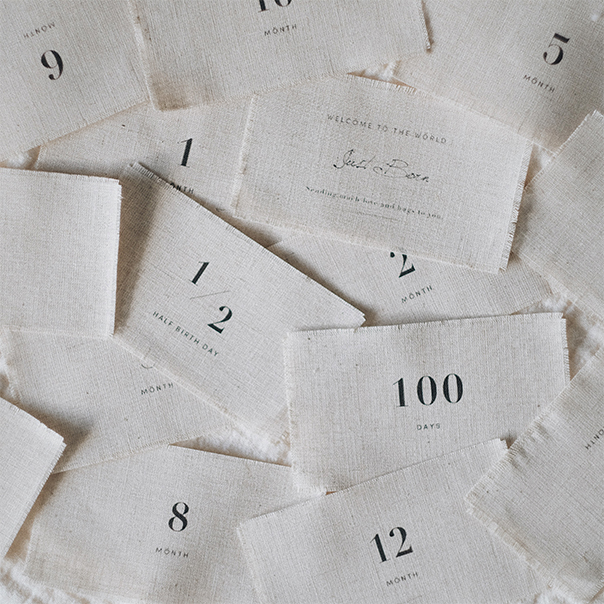 9
MONTH
10
MONTH
5
MONTH
1
MONTH
WELCOME TO THE WORLD
Just Born
Sending much love and hugs to you.
2
MONTH
1/2
HALF BIRTH DAY
MONTH
100
DAYS
MONTH
8
MONTH
12
MONTH